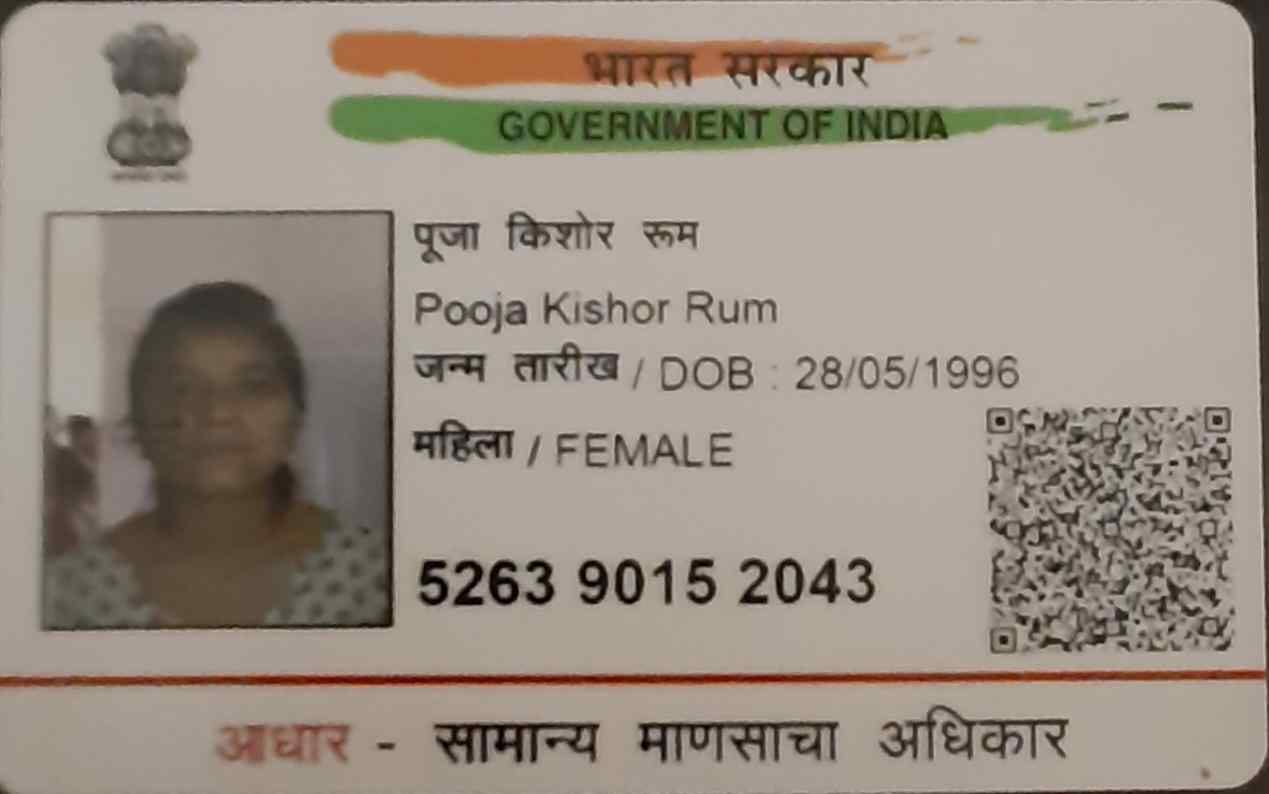 भारत सरकार
GOVERNMENT OF INDIA
पूजा किशोर रूम
Pooja Kishor Rum
जन्म तारीख / DOB : 28/05/1996
महिला / FEMALE
5263 9015 2043
आधार - सामान्य माणसाचा अधिकार